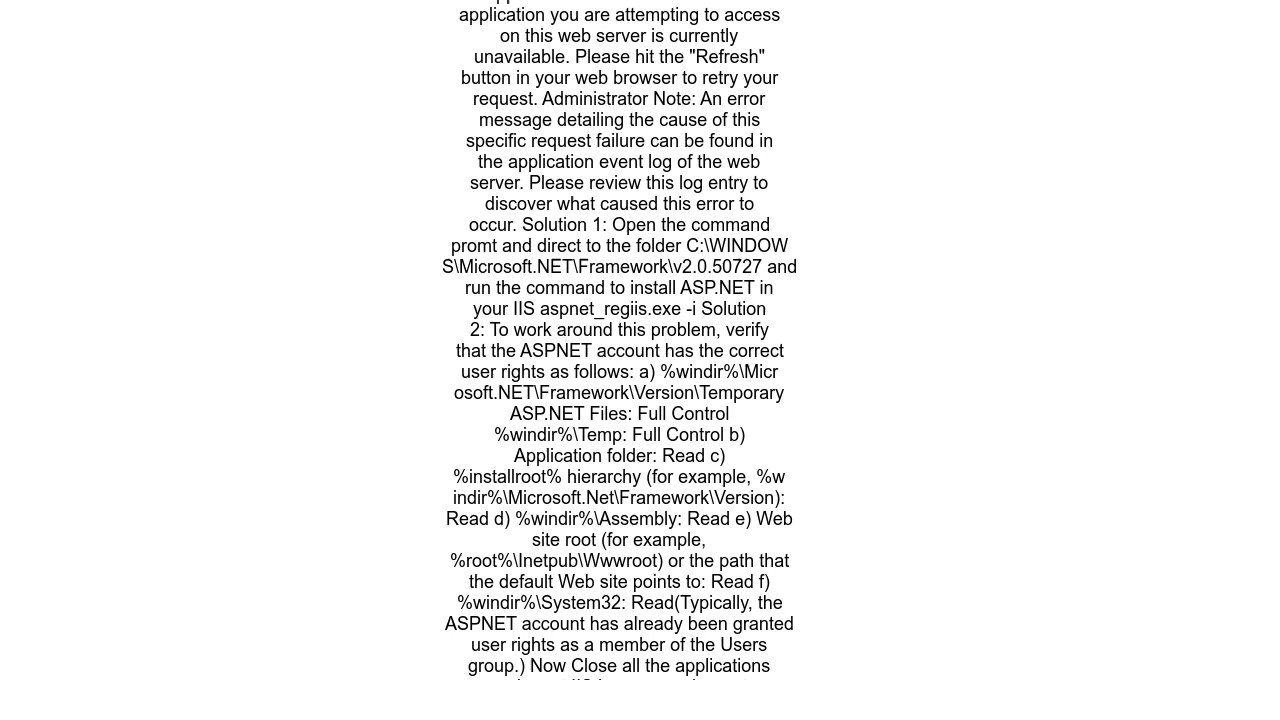 application you are attempting to access
on this web server is currently
unavailable. Please hit the "Refresh"
button in your web browser to retry your
request. Administrator Note: An error
message detailing the cause of this
specific request failure can be found in
the application event log of the web
server. Please review this log entry to
discover what caused this error to
occur. Solution 1: Open the command
promt and direct to the folder C:\WINDOW
S\Microsoft.NET\Framework\v2.0.50727 and
run the command to install ASP.NET in
your IIS aspnet_regiis.exe -i Solution
2: To work around this problem, verify
that the ASPNET account has the correct
user rights as follows: a) %windir%\Micr
osoft.NET\Framework\Version\Temporary
ASP.NET Files: Full Control
%windir%\Temp: Full Control b)
Application folder: Read c)
%installroot% hierarchy (for example, %w
indir%\Microsoft.Net\Framework\Version):
Read d) %windir%\Assembly: Read e) Web
site root (for example,
%root%\Inetpub\Wwwroot) or the path that
the default Web site points to: Read f)
%windir%\System32: Read(Typically, the
ASPNET account has already been granted
user rights as a member of the Users
group.) Now Close all the applications